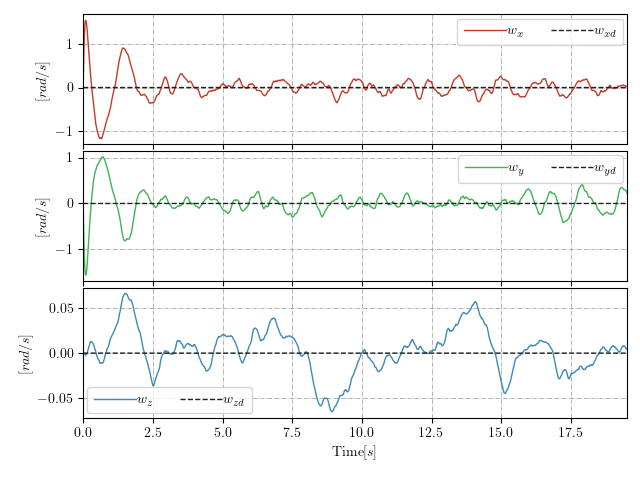 1
0
−1
[rad/s]
w_x w_xd
1
0
−1
[rad/s]
w_y w_yd
0.05
0.00
−0.05
[rad/s]
w_z w_zd
0.0 2.5 5.0 7.5 10.0 12.5 15.0 17.5
Time[s]